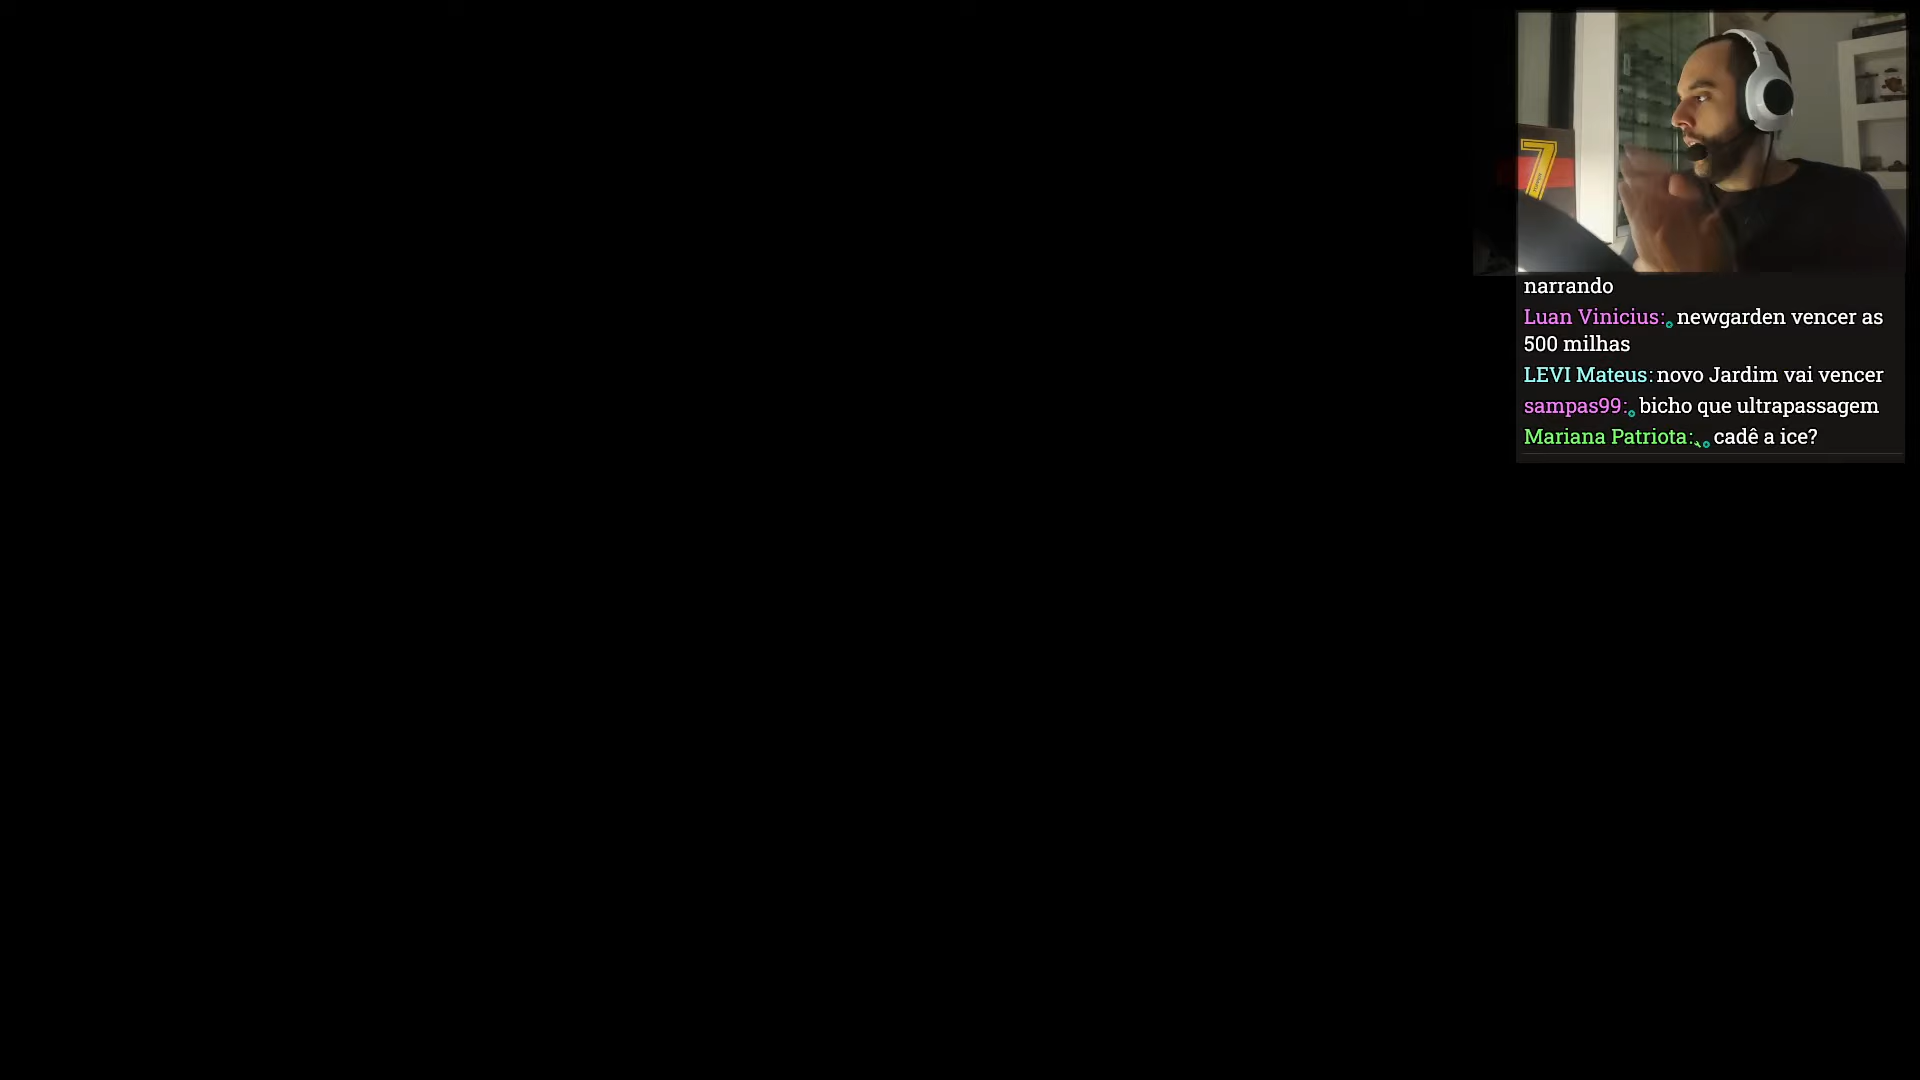 7
narrando
Luan Vinicius: newgarden vencer as
500 milhas
LEVI Mateus: novo Jardim vai vencer
sampas99: bicho que ultrapassagem
Mariana Patriota: cadê a ice?